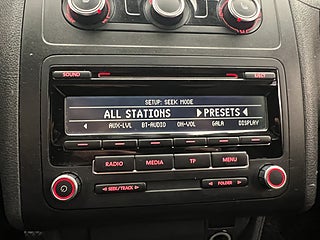 SOUND EJECT
SETUP: SEEK MODE
ALL STATIONS ▶PRESETS◀
◀ AUX-LVL BT-AUDIO ON-VOL GALA DISPLAY
RADIO MEDIA TP MENU
SEEK/TRACK FOLDER